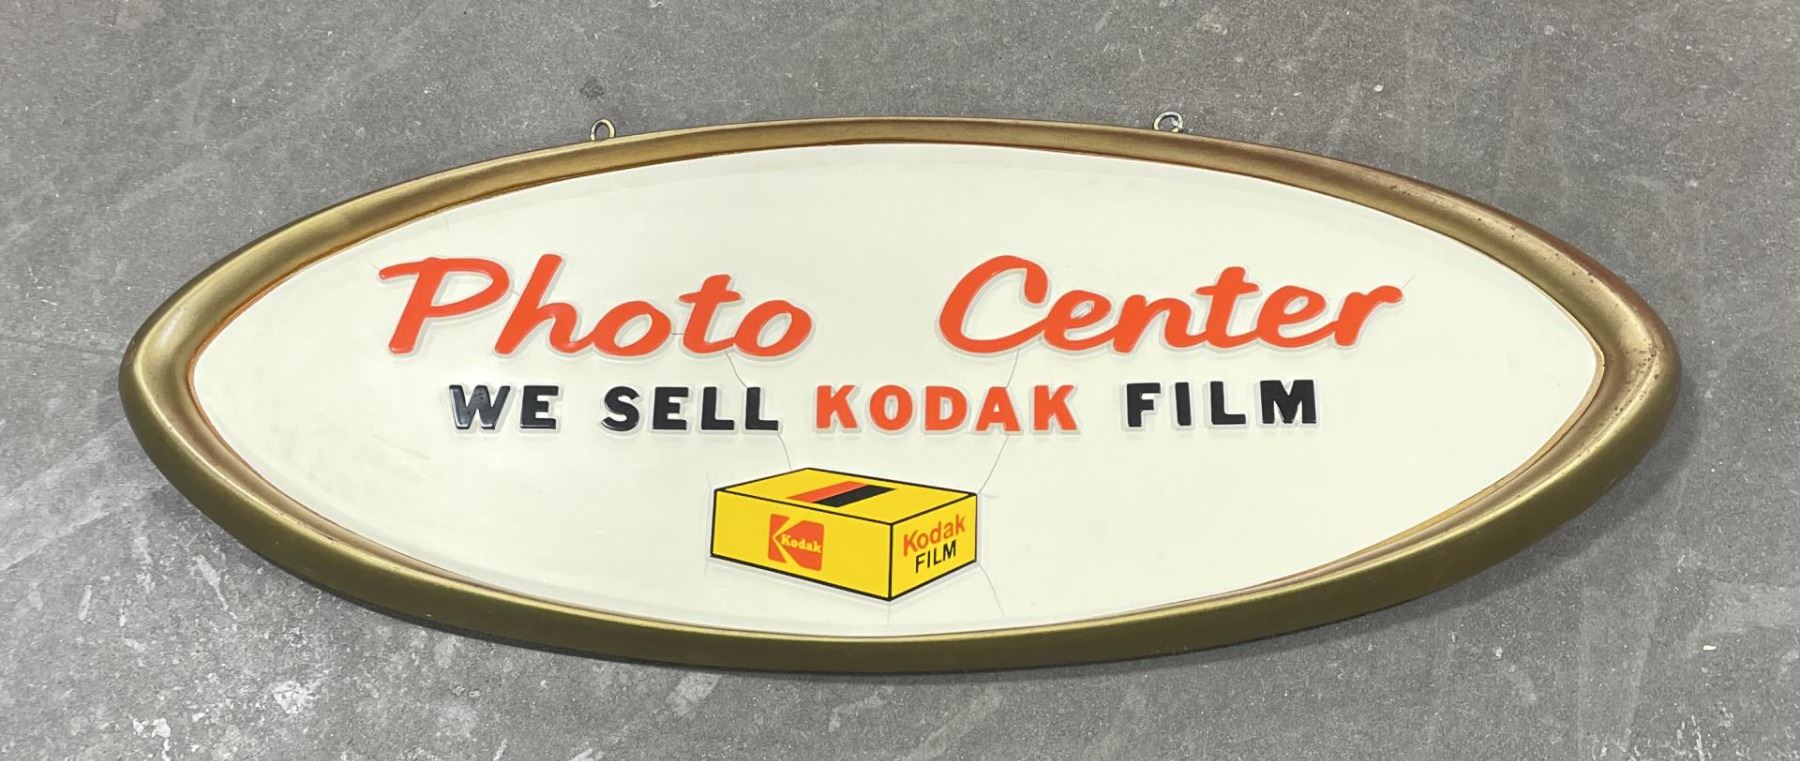 Photo Center
WE SELL KODAK FILM
Kodak
Kodak
FILM